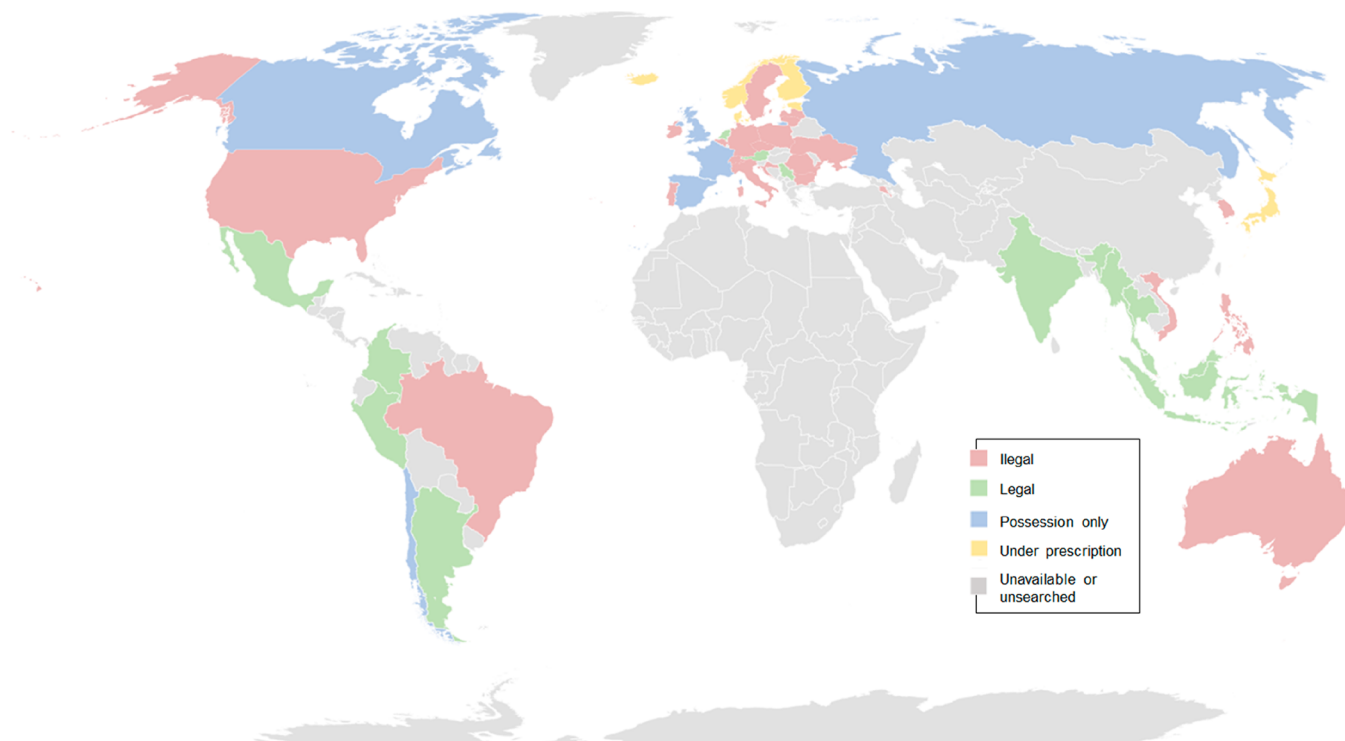 Ilegal
Legal
Possession only
Under prescription
Unavailable or
unsearched